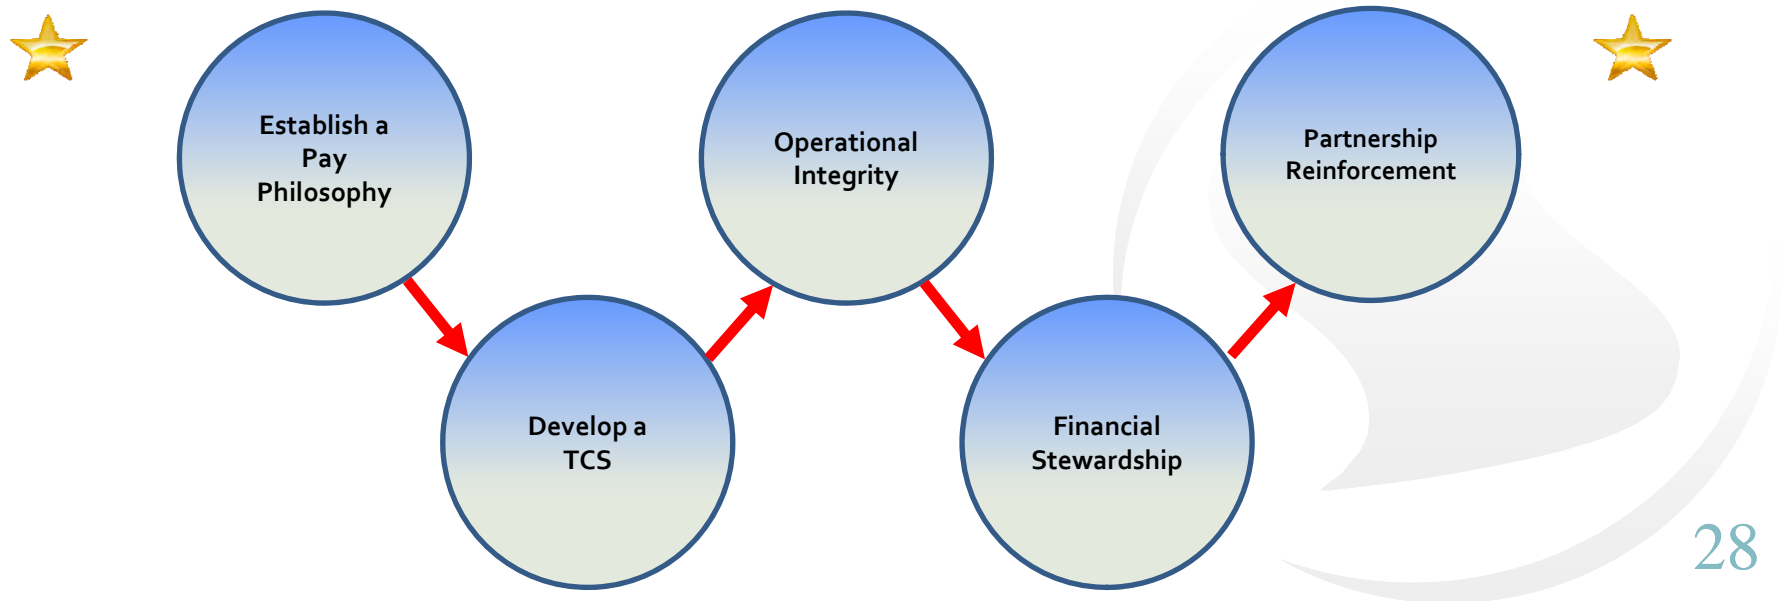 Establish a
Pay
Philosophy
Develop a
TCS
Operational
Integrity
Financial
Stewardship
Partnership
Reinforcement
28